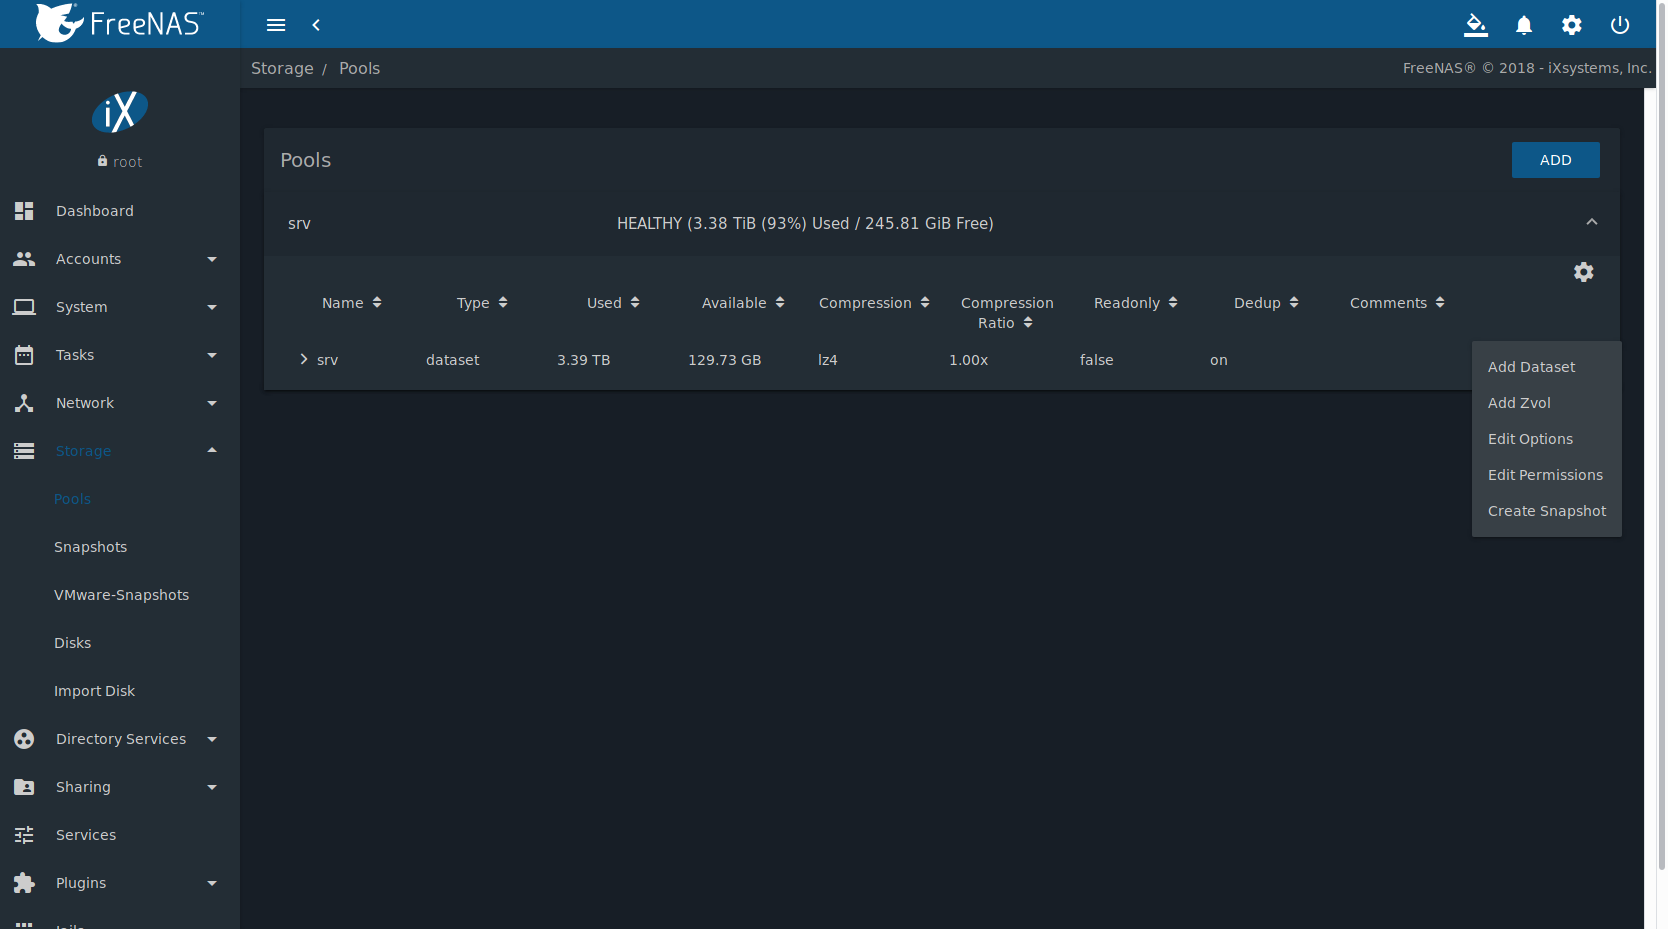 FreeNAS™
Storage / Pools
FreeNAS® © 2018 - iXsystems, Inc.
iX
root
Dashboard
Accounts
System
Tasks
Network
Storage
Pools
Snapshots
VMware-Snapshots
Disks
Import Disk
Directory Services
Sharing
Services
Plugins
Pools
ADD
srv HEALTHY (3.38 TiB (93%) Used / 245.81 GiB Free)
Name Type Used Available Compression Compression Ratio Readonly Dedup Comments
srv dataset 3.39 TB 129.73 GB lz4 1.00x false on
Add Dataset
Add Zvol
Edit Options
Edit Permissions
Create Snapshot